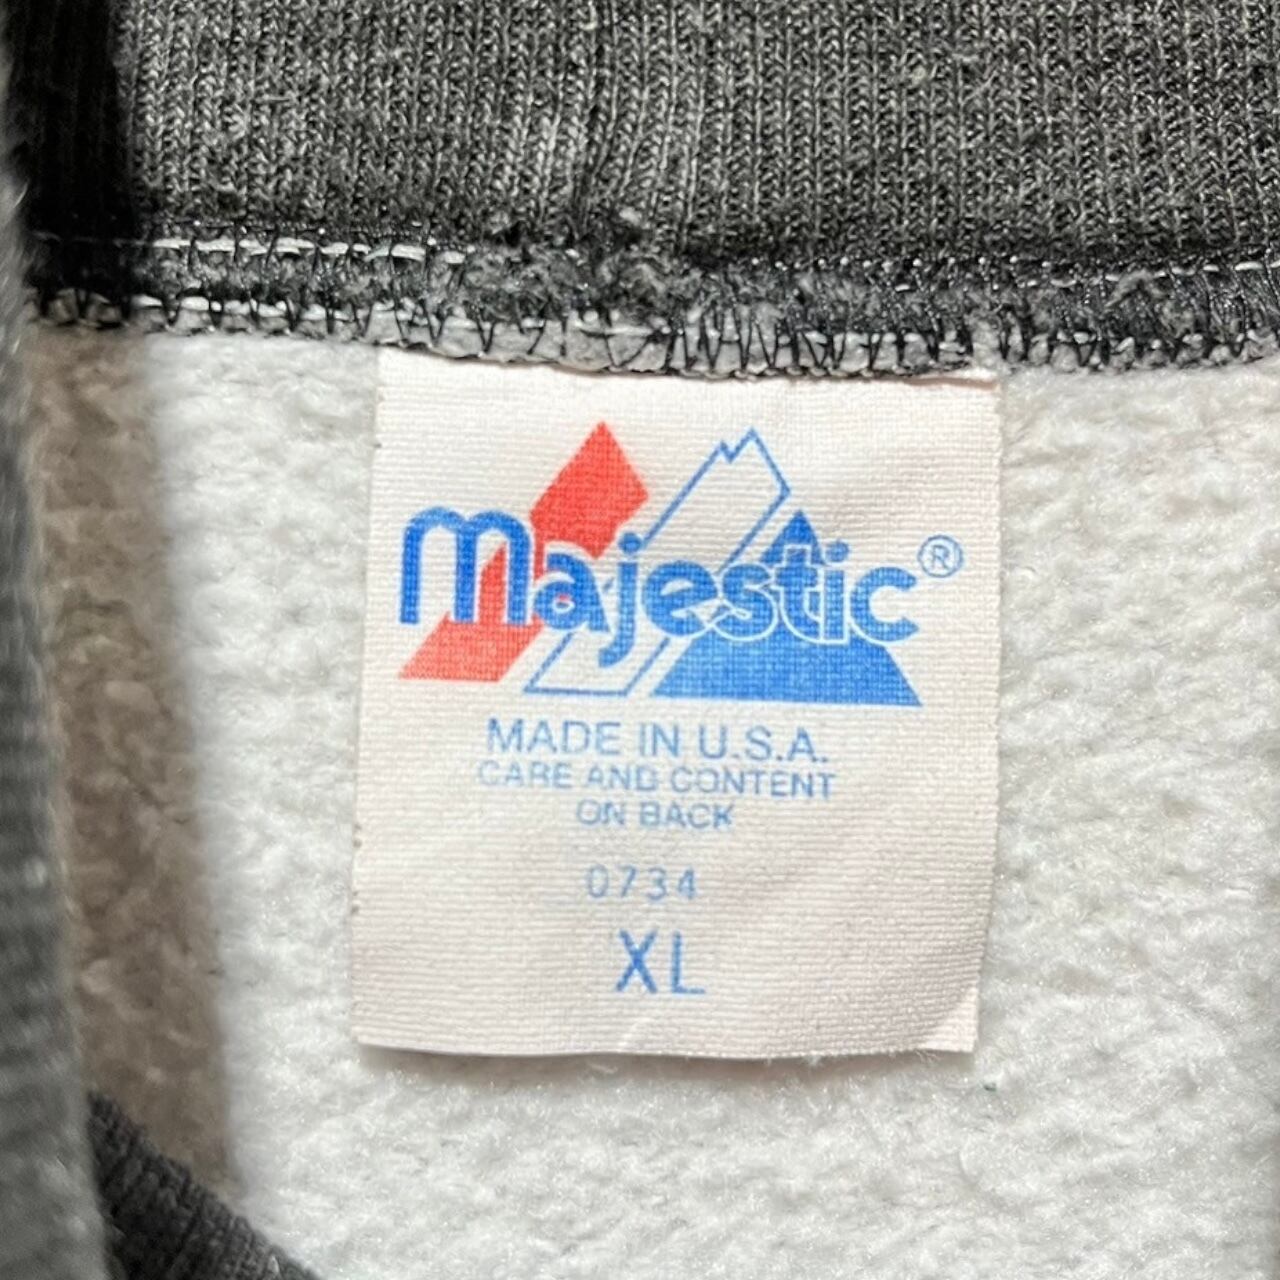 Majestic®
MADE IN U.S.A.
CARE AND CONTENT
ON BACK
0734
XL